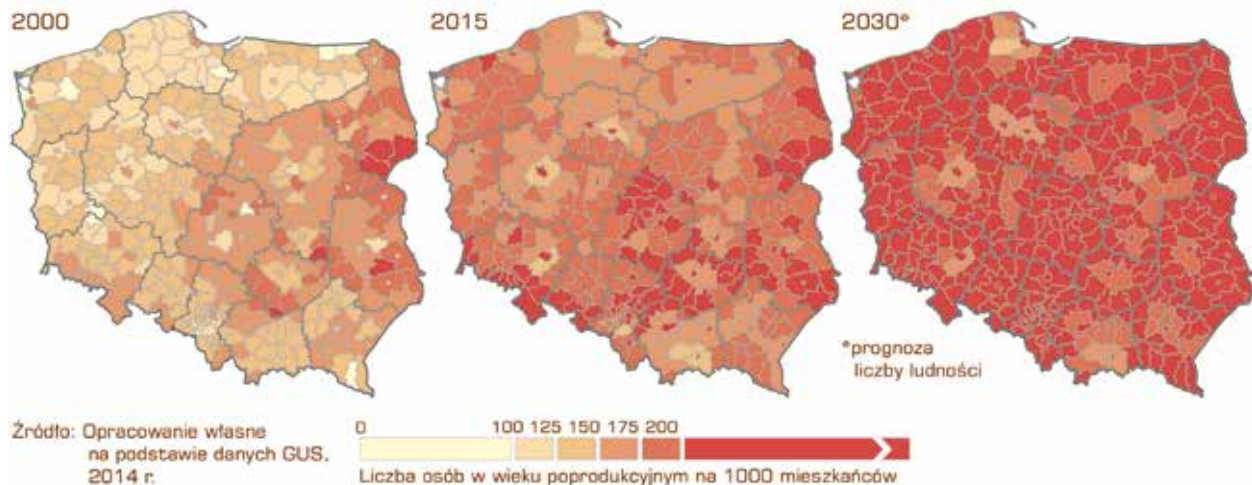 2000
2015
2030*
*prognoza
liczby ludności
Źródło: Opracowanie własne
na podstawie danych GUS,
2014 r.
0 100 125 150 175 200
Liczba osób w wieku poprodukcyjnym na 1000 mieszkańców